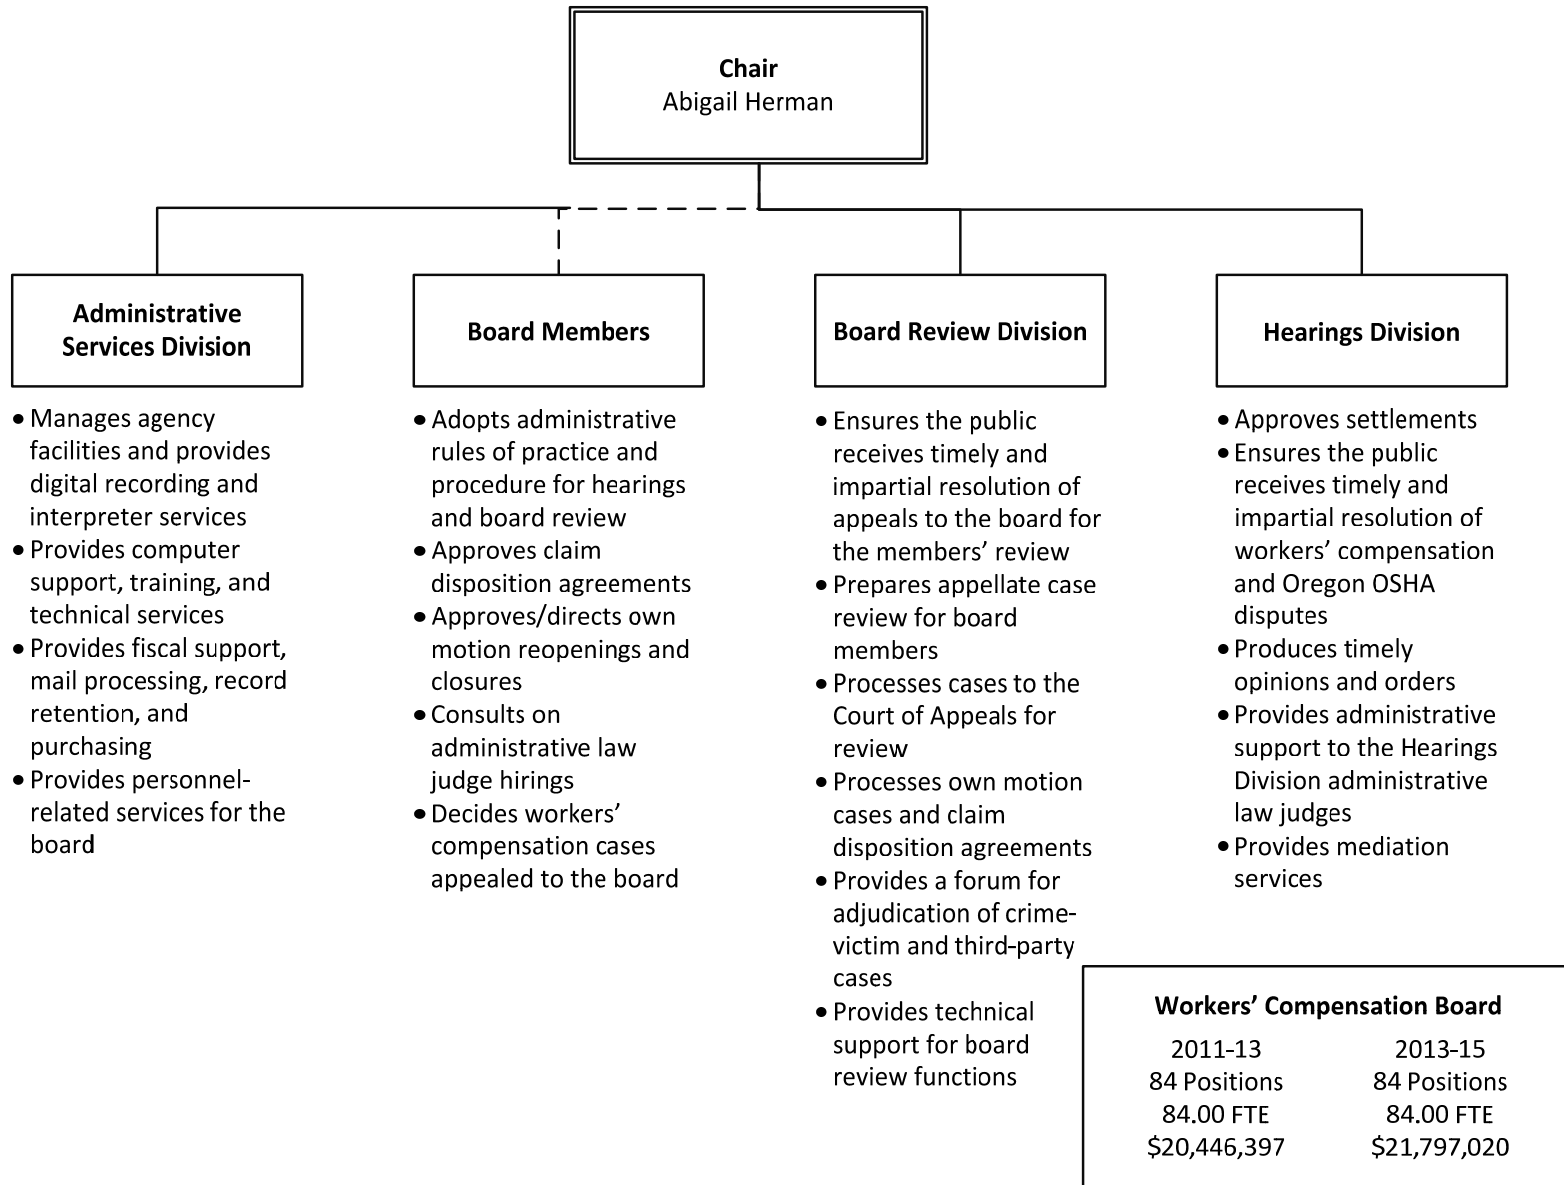 Chair
Abigail Herman
Administrative
Services Division
• Manages agency
facilities and provides
digital recording and
interpreter services
• Provides computer
support, training, and
technical services
• Provides fiscal support,
mail processing, record
retention, and
purchasing
• Provides personnel-
related services for the
board
Board Members
• Adopts administrative
rules of practice and
procedure for hearings
and board review
• Approves claim
disposition agreements
• Approves/directs own
motion reopenings and
closures
• Consults on
administrative law
judge hirings
• Decides workers’
compensation cases
appealed to the board
Board Review Division
• Ensures the public
receives timely and
impartial resolution of
appeals to the board for
the members’ review
• Prepares appellate case
review for board
members
• Processes cases to the
Court of Appeals for
review
• Processes own motion
cases and claim
disposition agreements
• Provides a forum for
adjudication of crime-
victim and third-party
cases
• Provides technical
support for board
review functions
Hearings Division
• Approves settlements
• Ensures the public
receives timely and
impartial resolution of
workers’ compensation
and Oregon OSHA
disputes
• Produces timely
opinions and orders
• Provides administrative
support to the Hearings
Division administrative
law judges
• Provides mediation
services
Workers’ Compensation Board
2011-13 2013-15
84 Positions 84 Positions
84.00 FTE 84.00 FTE
$20,446,397 $21,797,020